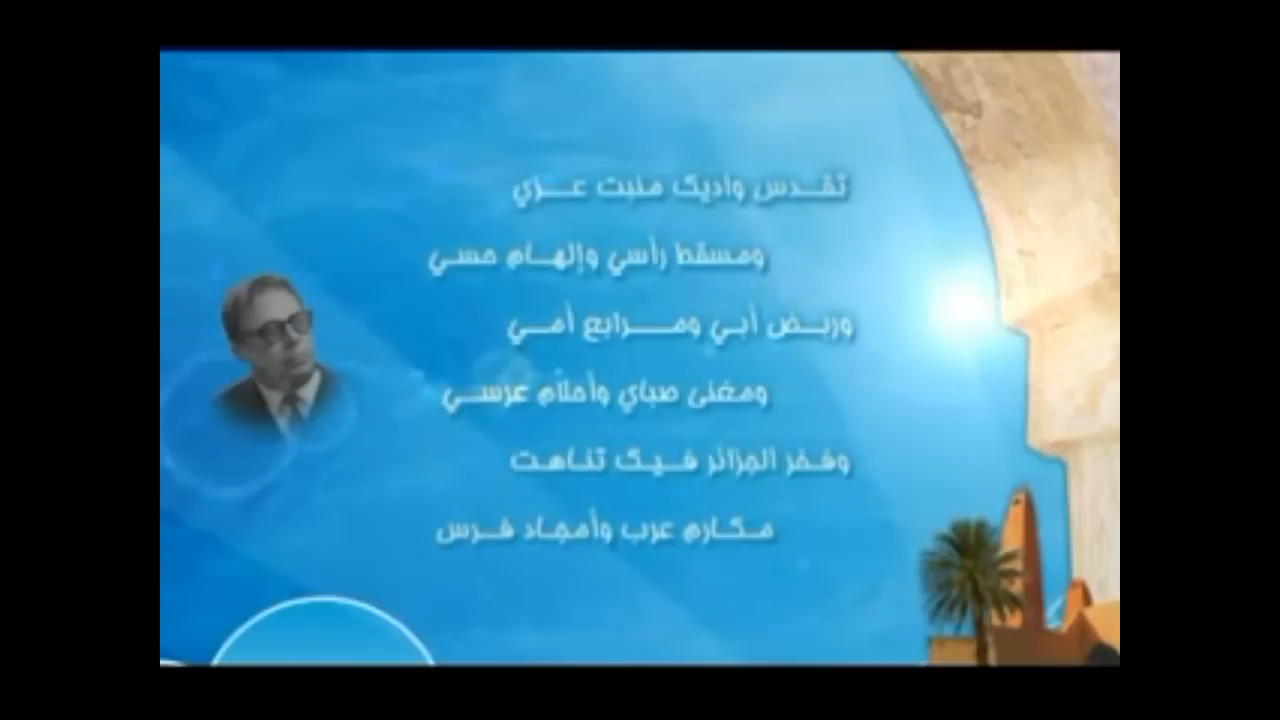 تقدس واديك منبت عزي
ومسقط رأسي وإلهام حسي
وربض أبي ومرابع أمي
ومغنى صباي وأحلام عرسي
وفخر الجزائر فيك تناهت
مكارم عرب وأمجاد فرس